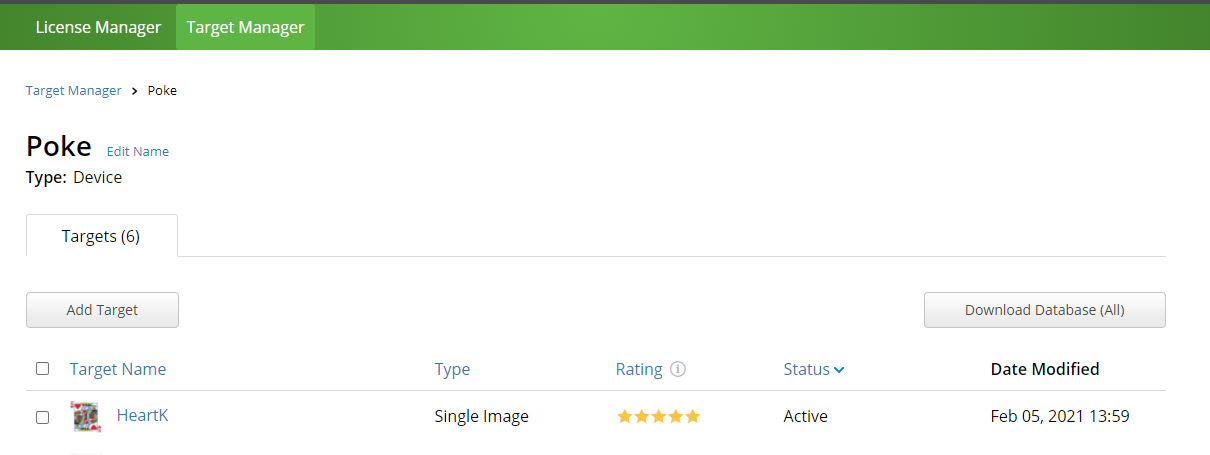 License Manager Target Manager
Target Manager > Poke
Poke Edit Name
Type: Device
Targets (6)
Add Target Download Database (All)
Target Name Type Rating Status Date Modified
HeartK Single Image Active Feb 05, 2021 13:59